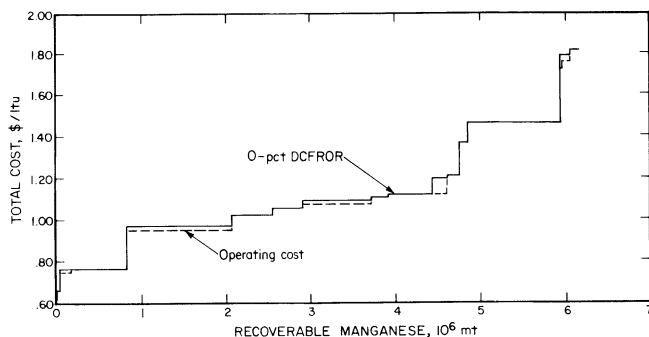 2.00
1.80
1.60
1.40
1.20
1.00
.80
.60
TOTAL COST, $/ltu
O-pct DCFROR
Operating cost
0 1 2 3 4 5 6 7
RECOVERABLE MANGANESE, 10⁶ mt